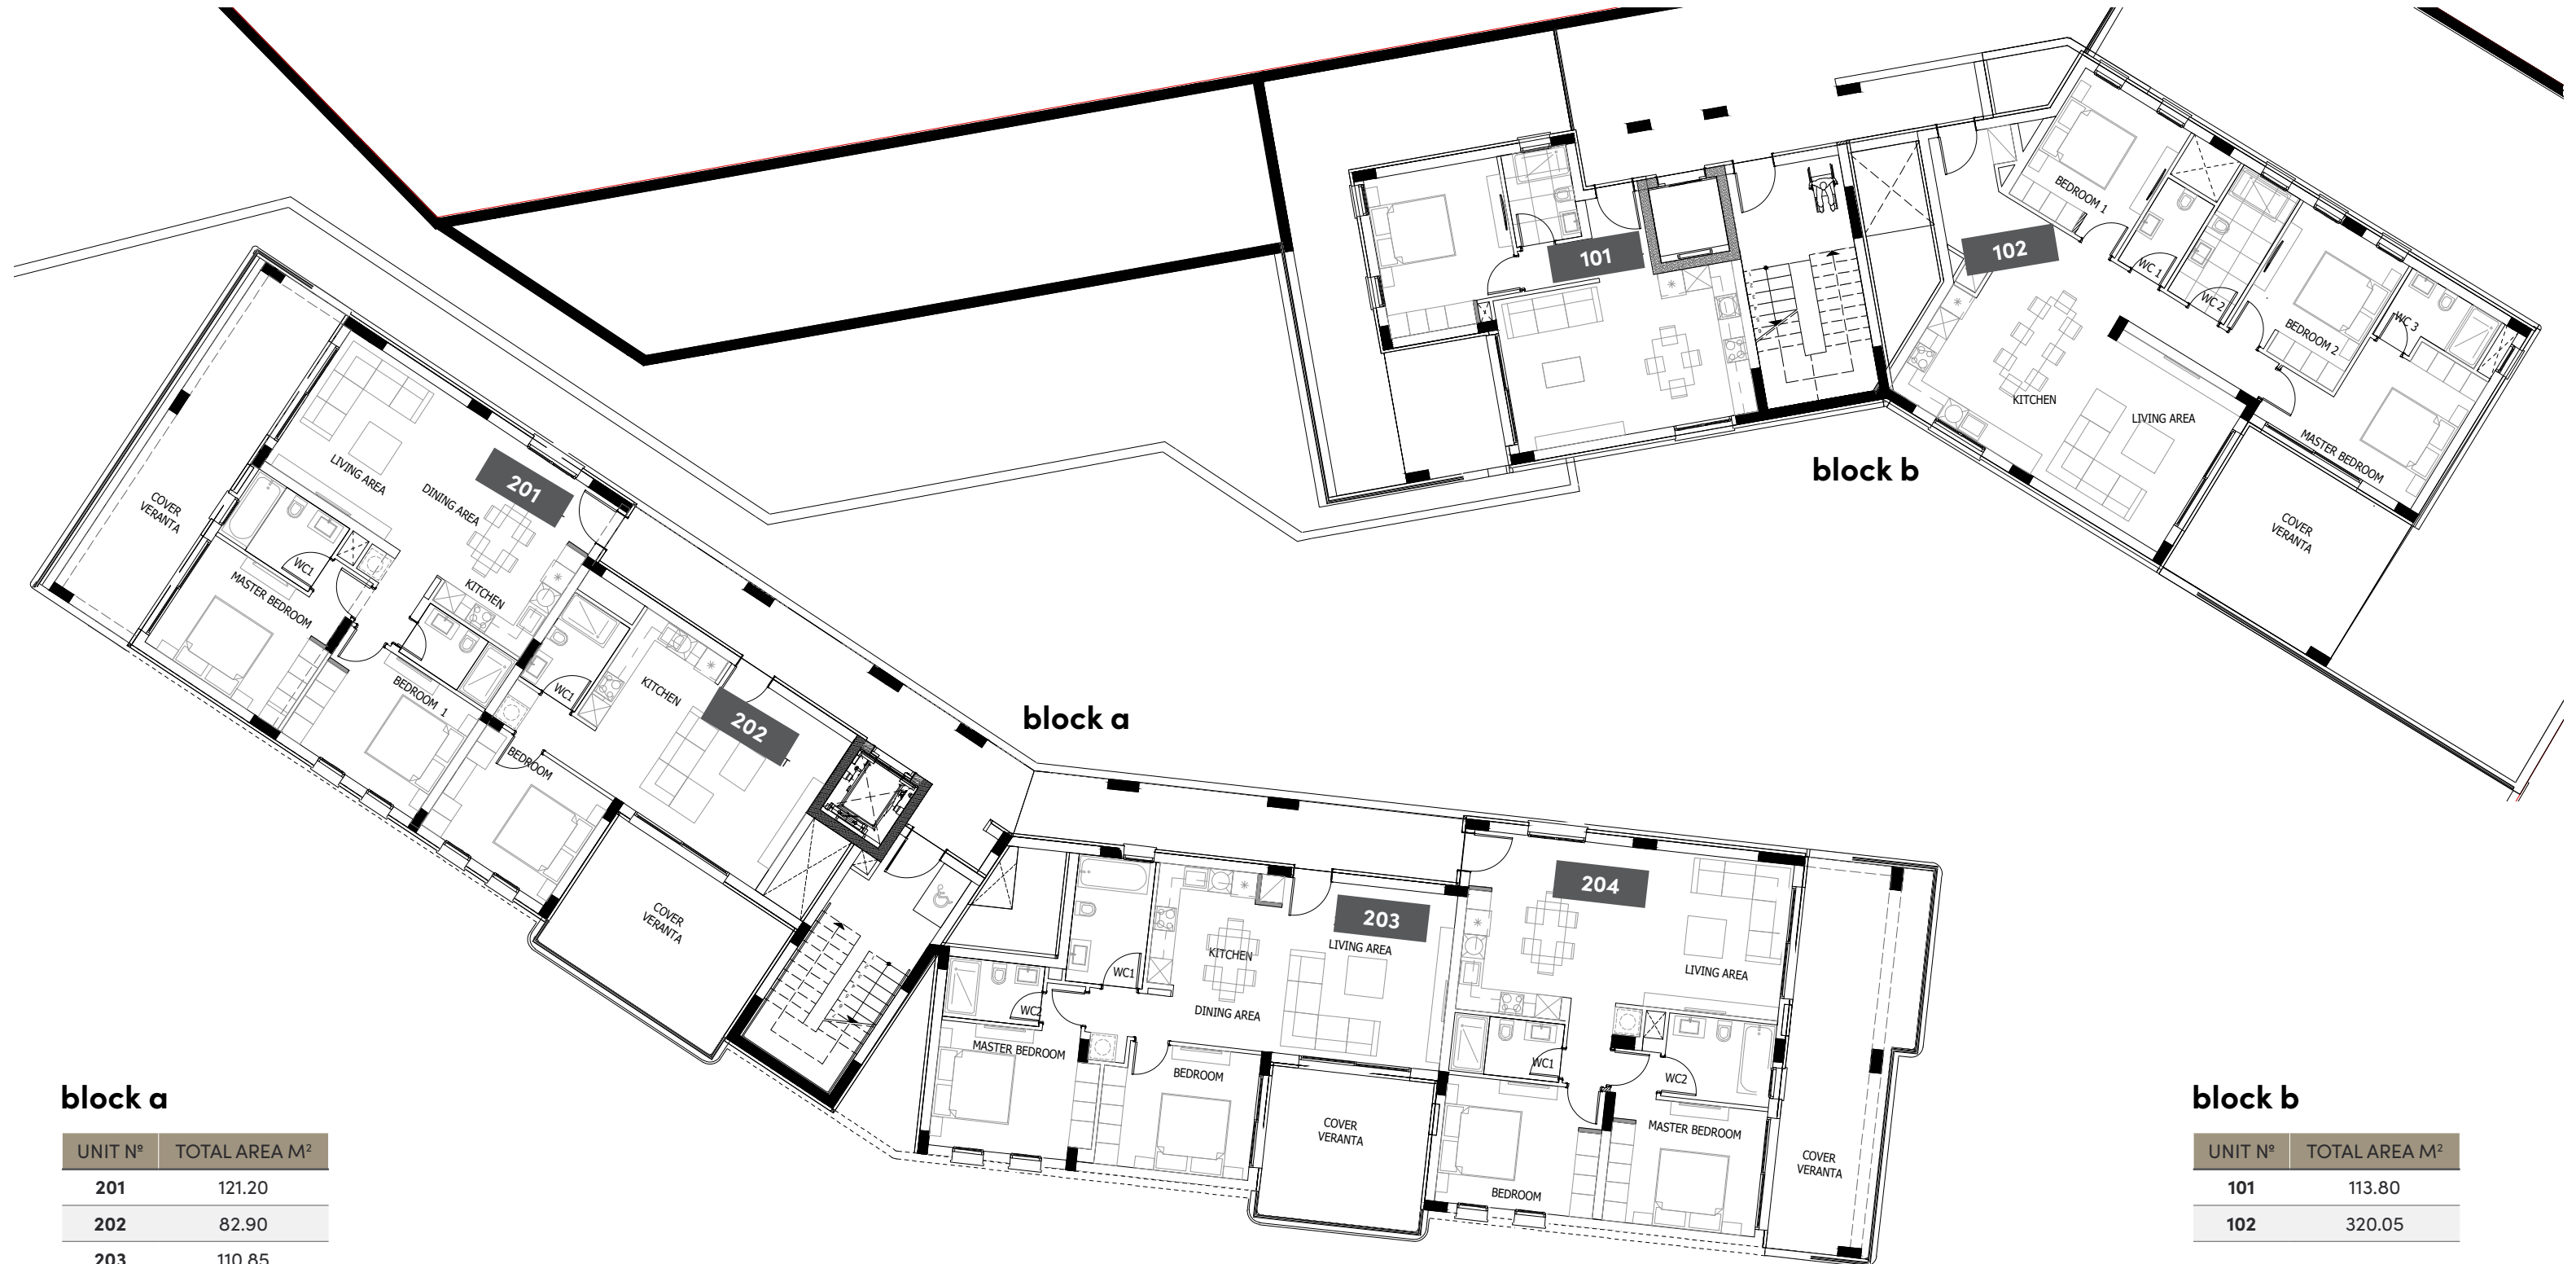 101
102
BEDROOM 1
WC 1
WC 2
BEDROOM 2
WC 3
KITCHEN
LIVING AREA
MASTER BEDROOM
COVER
VERANTA
block b
201
LIVING AREA
DINING AREA
COVER
VERANTA
WC1
MASTER BEDROOM
KITCHEN
BEDROOM 1
WC1
KITCHEN
202
BEDROOM
COVER
VERANTA
block a
203
LIVING AREA
KITCHEN
WC1
DINING AREA
WC2
MASTER BEDROOM
BEDROOM
COVER
VERANTA
204
LIVING AREA
WC1
WC2
MASTER BEDROOM
BEDROOM
COVER
VERANTA
block a
UNIT Nº TOTAL AREA M²
201 121.20
202 82.90
203 110.85
block b
UNIT Nº TOTAL AREA M²
101 113.80
102 320.05